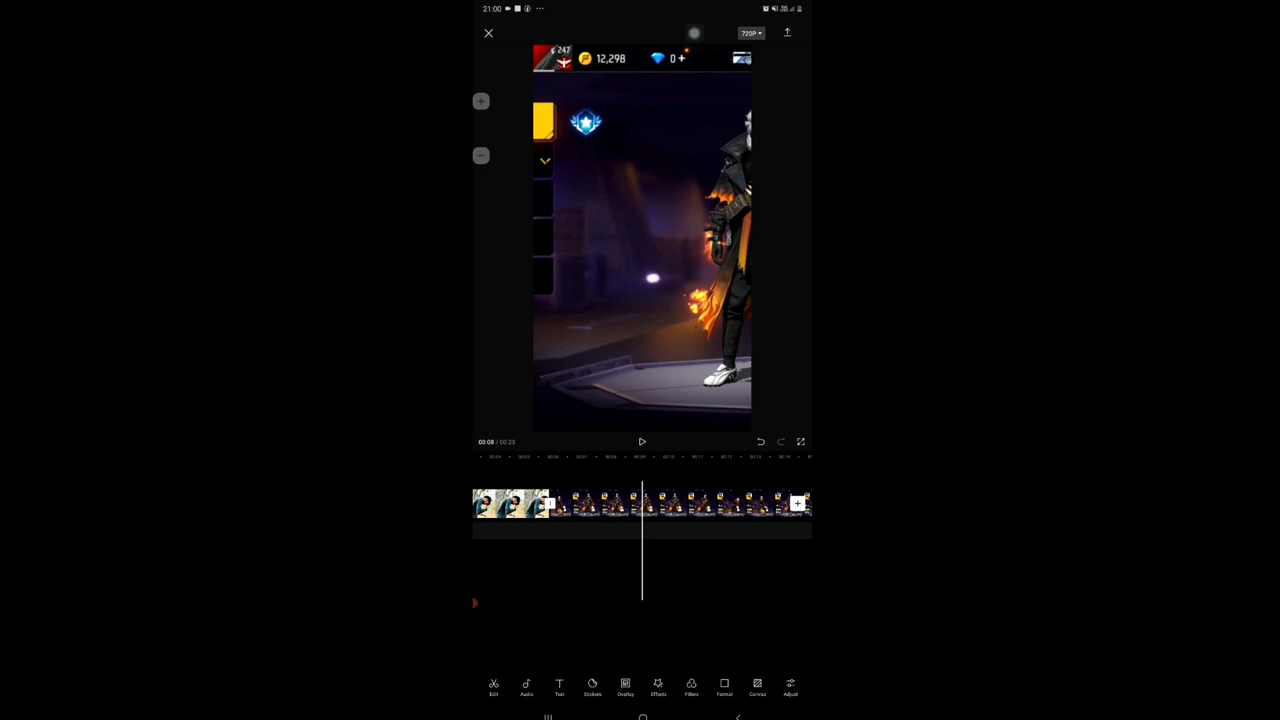 21:00
720P
247
12,298
0 +
00:08 / 00:23
Edit Audio Text Stickers Overlay Effects Filters Format Canvas Adjust